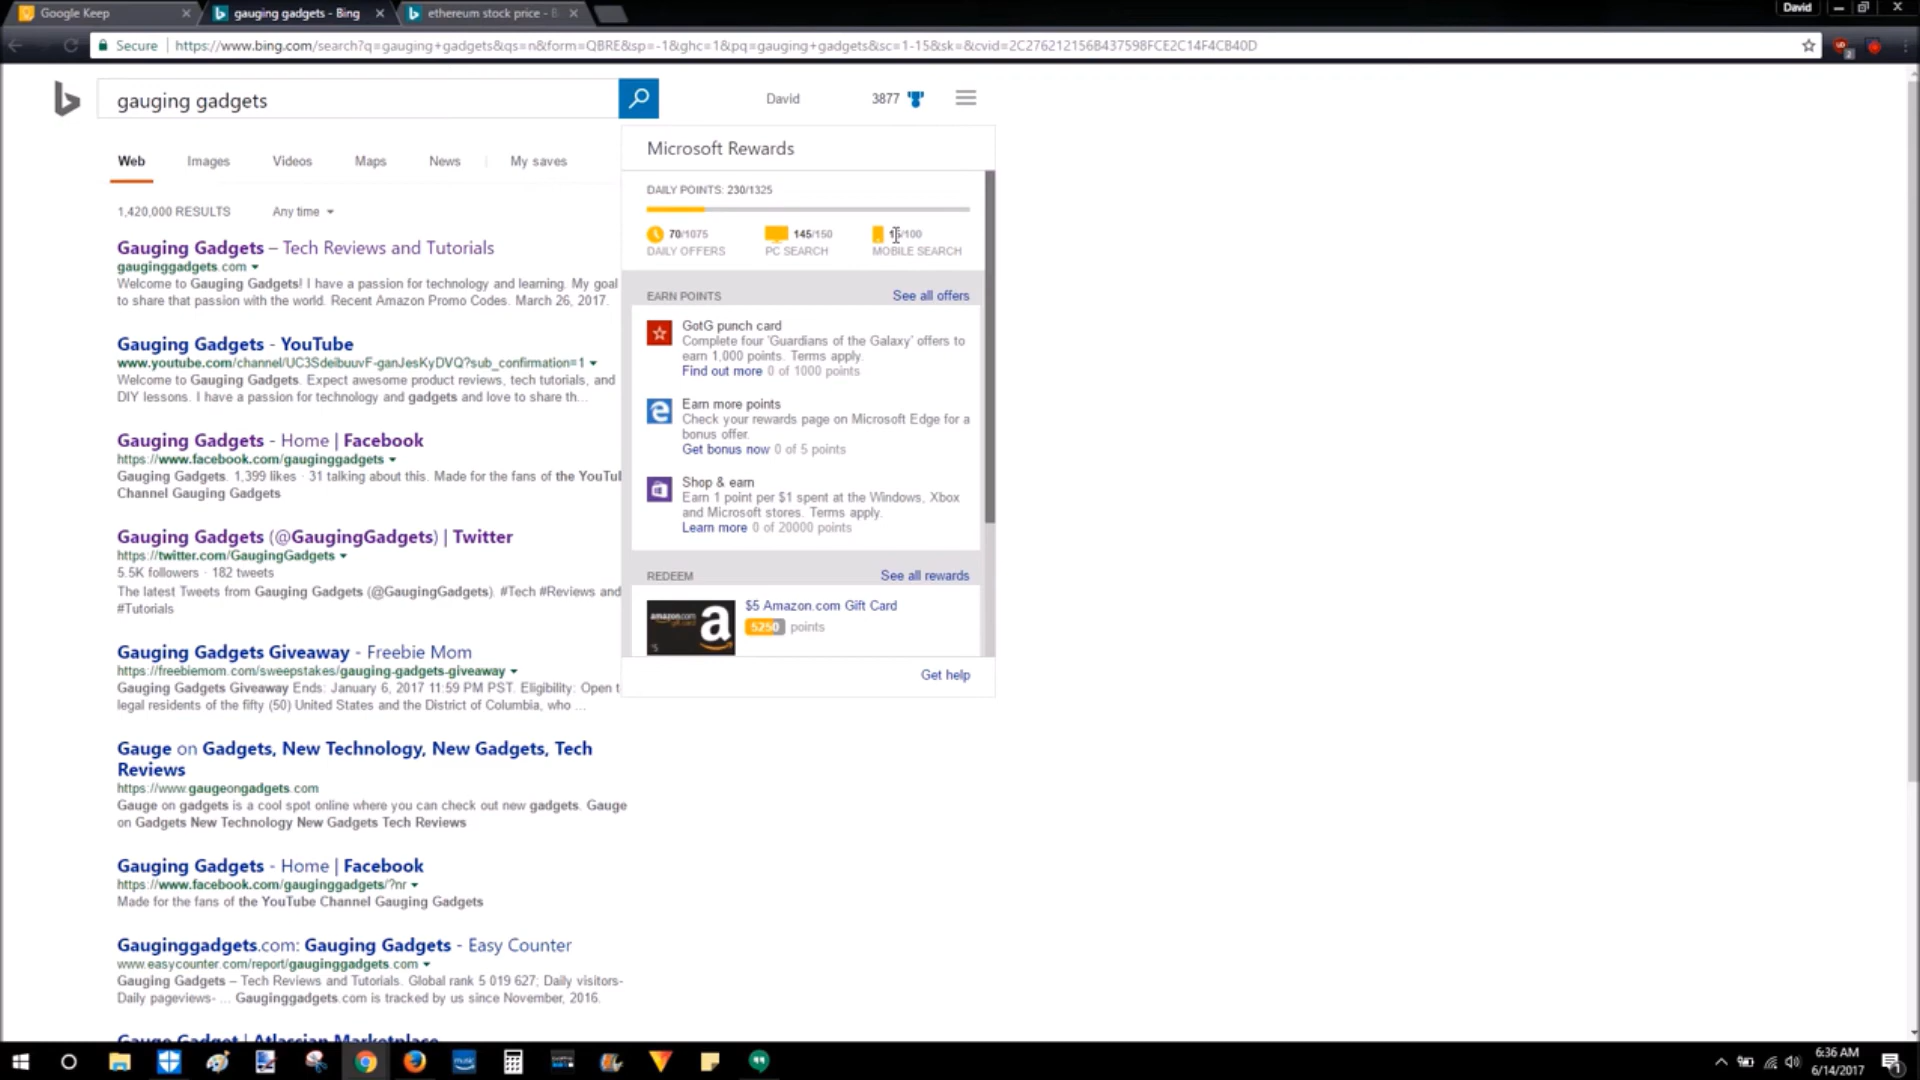 Google Keep
gauging gadgets - Bing
ethereum stock price - B
David
Secure
https://www.bing.com/search?q=gauging+gadgets&qs=n&form=QBRE&sp=-1&ghc=1&pq=gauging+gadgets&sc=1-15&sk=&cvid=2C276212156B437598FCE2C14F4CB40D
gauging gadgets
David
3877
Web
Images
Videos
Maps
News
My saves
1,420,000 RESULTS
Any time
Gauging Gadgets – Tech Reviews and Tutorials
gauginggadgets.com
Welcome to Gauging Gadgets! I have a passion for technology and learning. My goal
to share that passion with the world. Recent Amazon Promo Codes. March 26, 2017.
Gauging Gadgets - YouTube
www.youtube.com/channel/UC3SdeibuuvF-ganJesKyDVQ?sub_confirmation=1
Welcome to Gauging Gadgets. Expect awesome product reviews, tech tutorials, and
DIY lessons. I have a passion for technology and gadgets and love to share th...
Gauging Gadgets - Home | Facebook
https://www.facebook.com/gauginggadgets
Gauging Gadgets. 1,399 likes · 31 talking about this. Made for the fans of the YouTu
Channel Gauging Gadgets
Gauging Gadgets (@GaugingGadgets) | Twitter
https://twitter.com/GaugingGadgets
5.5K followers · 182 tweets
The latest Tweets from Gauging Gadgets (@GaugingGadgets). #Tech #Reviews and
#Tutorials
Gauging Gadgets Giveaway - Freebie Mom
https://freebiemom.com/sweepstakes/gauging-gadgets-giveaway
Gauging Gadgets Giveaway Ends: January 6, 2017 11:59 PM PST. Eligibility: Open t
legal residents of the fifty (50) United States and the District of Columbia, who ...
Gauge on Gadgets, New Technology, New Gadgets, Tech
Reviews
https://www.gaugeongadgets.com
Gauge on gadgets is a cool spot online where you can check out new gadgets. Gauge
on Gadgets New Technology New Gadgets Tech Reviews
Gauging Gadgets - Home | Facebook
https://www.facebook.com/gauginggadgets/?nr
Made for the fans of the YouTube Channel Gauging Gadgets
Gauginggadgets.com: Gauging Gadgets - Easy Counter
www.easycounter.com/report/gauginggadgets.com
Gauging Gadgets – Tech Reviews and Tutorials. Global rank 5 019 627; Daily visitors-
Daily pageviews- ... Gauginggadgets.com is tracked by us since November, 2016.
Gauge Gadget | Atlassian Marketplace
Microsoft Rewards
DAILY POINTS: 230/1325
70/1075
DAILY OFFERS
145/150
PC SEARCH
15/100
MOBILE SEARCH
EARN POINTS
See all offers
GotG punch card
Complete four 'Guardians of the Galaxy' offers to
earn 1,000 points. Terms apply.
Find out more 0 of 1000 points
Earn more points
Check your rewards page on Microsoft Edge for a
bonus offer.
Get bonus now 0 of 5 points
Shop & earn
Earn 1 point per $1 spent at the Windows, Xbox
and Microsoft stores. Terms apply.
Learn more 0 of 20000 points
REDEEM
See all rewards
$5 Amazon.com Gift Card
5250 points
Get help
6:36 AM
6/14/2017